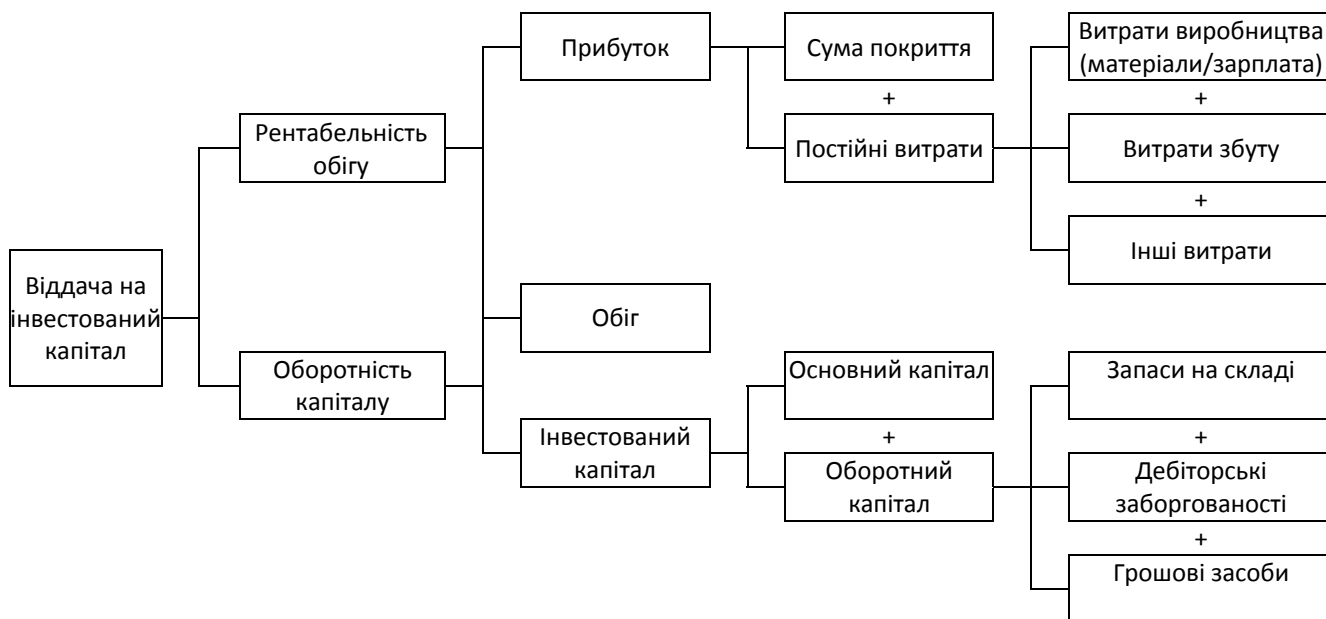 Прибуток
Сума покриття
Витрати виробництва
(матеріали/зарплата)
+
+
Рентабельність
обігу
Постійні витрати
Витрати збуту
+
Інші витрати
Віддача на
інвестований
капітал
Обіг
Оборотність
капіталу
Основний капітал
Запаси на складі
+
+
Інвестований
капітал
Оборотний
капітал
Дебіторські
заборгованості
+
Грошові засоби